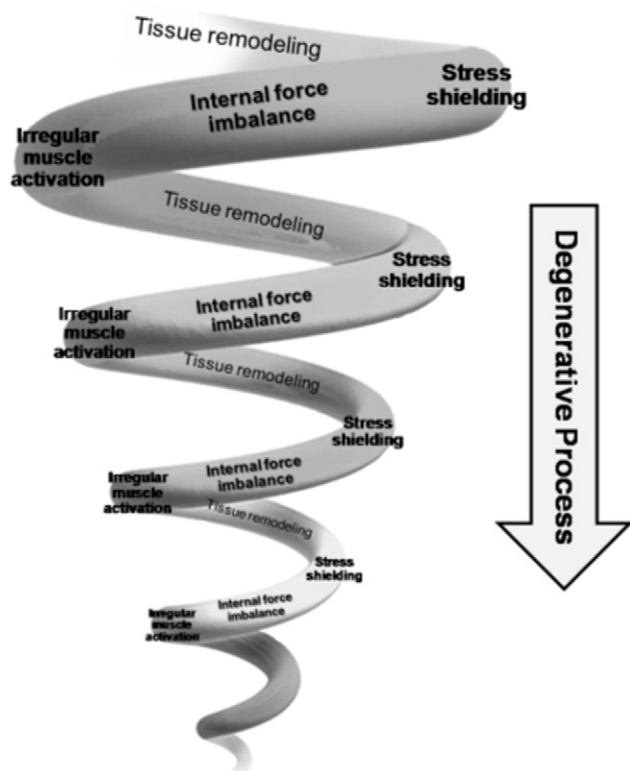 Tissue remodeling
Stress
shielding
Internal force
imbalance
Irregular
muscle
activation
Tissue remodeling
Stress
shielding
Internal force
imbalance
Irregular
muscle
activation
Tissue remodeling
Stress
shielding
Internal force
imbalance
Irregular
muscle
activation
Tissue remodeling
Stress
shielding
Internal force
imbalance
Irregular
muscle
activation
Degenerative Process